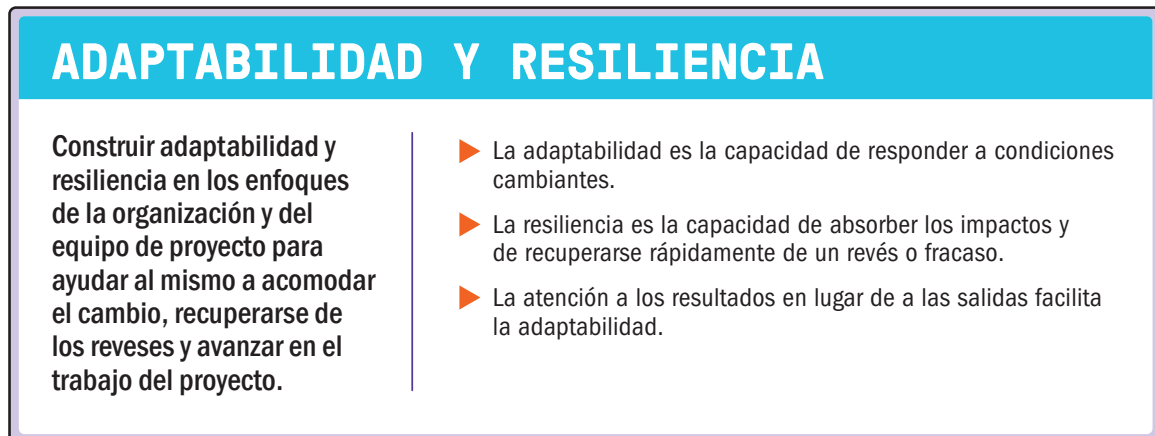 ADAPTABILIDAD Y RESILIENCIA
Construir adaptabilidad y
resiliencia en los enfoques
de la organización y del
equipo de proyecto para
ayudar al mismo a acomodar
el cambio, recuperarse de
los reveses y avanzar en el
trabajo del proyecto.
La adaptabilidad es la capacidad de responder a condiciones
cambiantes.
La resiliencia es la capacidad de absorber los impactos y
de recuperarse rápidamente de un revés o fracaso.
La atención a los resultados en lugar de a las salidas facilita
la adaptabilidad.